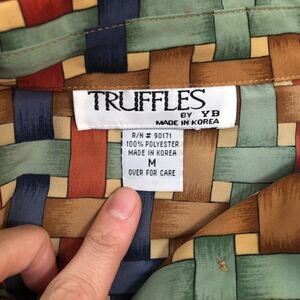 TRUFFLES
BY YB
MADE IN KOREA
R/N # 90171
100% POLYESTER
MADE IN KOREA
M
OVER FOR CARE